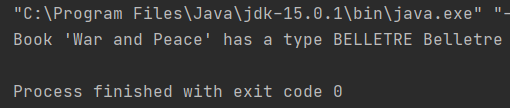 "C:\Program Files\Java\jdk-15.0.1\bin\java.exe" "-
Book 'War and Peace' has a type BELLETRE Belletre
Process finished with exit code 0